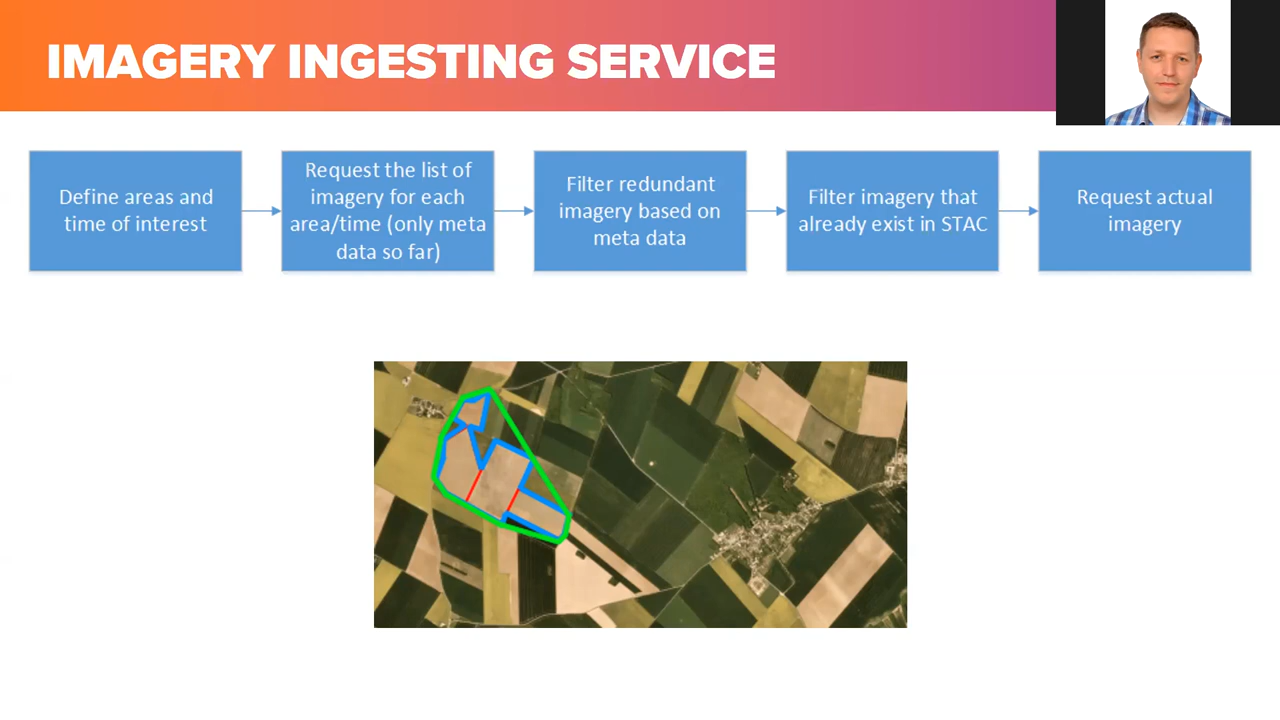 IMAGERY INGESTING SERVICE
Define areas and
time of interest
Request the list of
imagery for each
area/time (only meta
data so far)
Filter redundant
imagery based on
meta data
Filter imagery that
already exist in STAC
Request actual
imagery